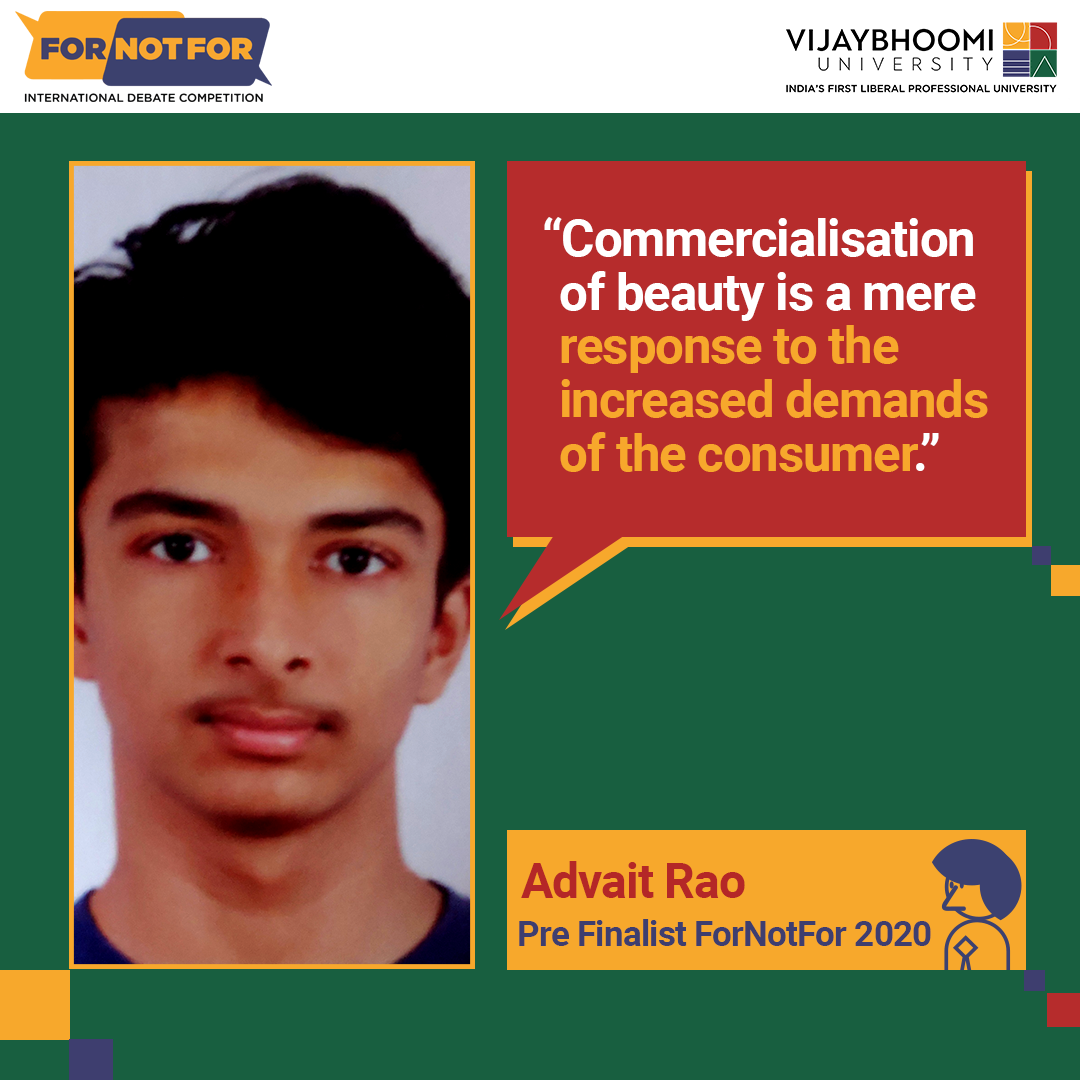 FOR NOT FOR
INTERNATIONAL DEBATE COMPETITION
VIJAYBHOOMI
UNIVERSITY
INDIA'S FIRST LIBERAL PROFESSIONAL UNIVERSITY
“Commercialisation
of beauty is a mere
response to the
increased demands
of the consumer.”
Advait Rao
Pre Finalist ForNotFor 2020